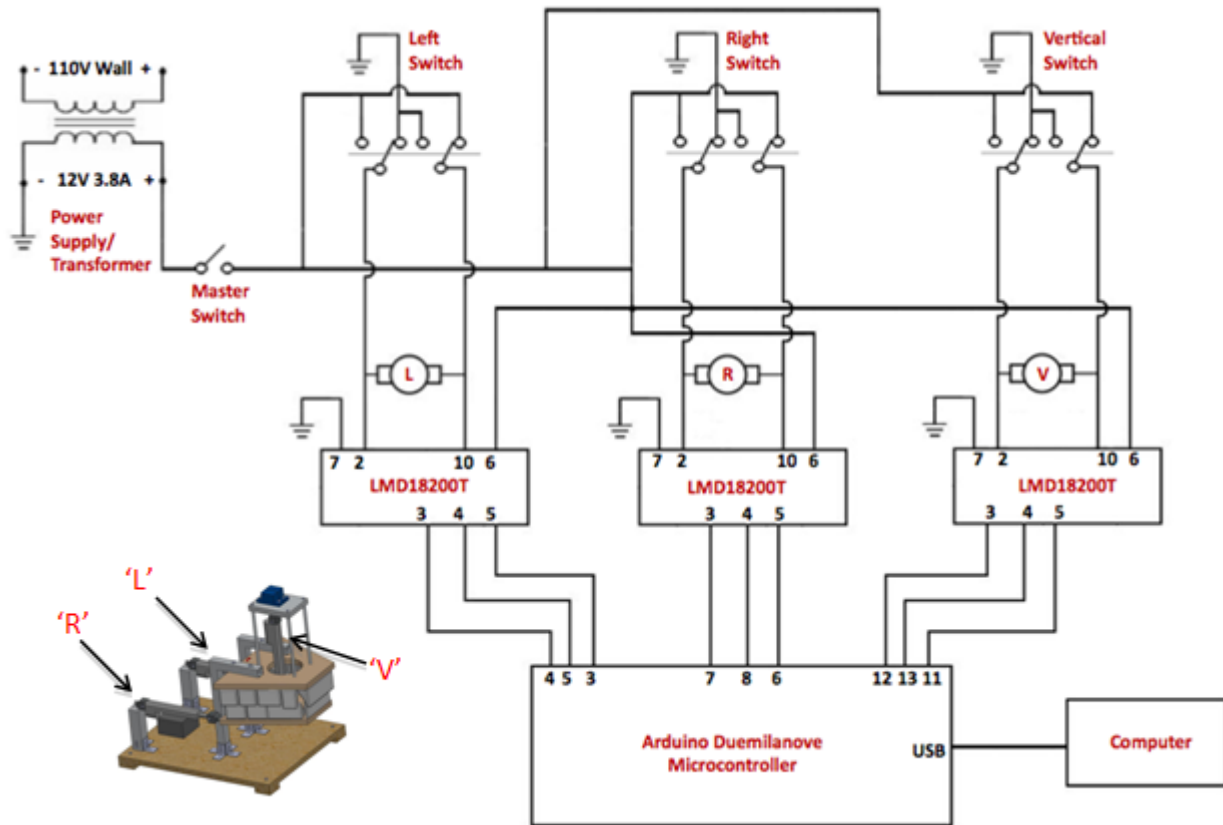 Left
Switch
Right
Switch
Vertical
Switch
- 110V Wall +
- 12V 3.8A +
Power
Supply/
Transformer
Master
Switch
L
R
V
7 2 10 6
LMD18200T
3 4 5
7 2 10 6
LMD18200T
3 4 5
7 2 10 6
LMD18200T
3 4 5
‘L’
‘R’
‘V’
4 5 3 7 8 6 12 13 11
Arduino Duemilanove
Microcontroller
USB
Computer